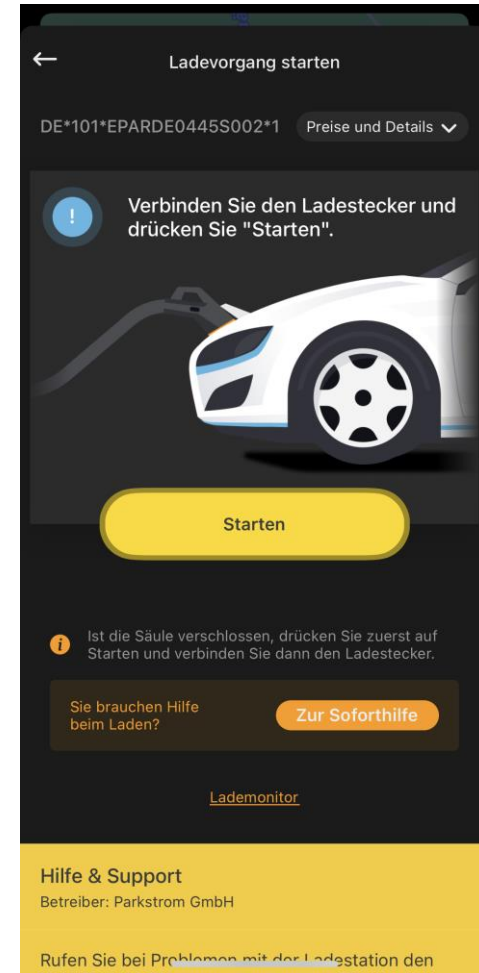 Ladevorgang starten
DE*101*EPARDE0445S002*1 Preise und Details
Verbinden Sie den Ladestecker und
drücken Sie "Starten".
Starten
Ist die Säule verschlossen, drücken Sie zuerst auf
Starten und verbinden Sie dann den Ladestecker.
Sie brauchen Hilfe
beim Laden?
Zur Soforthilfe
Lademonitor
Hilfe & Support
Betreiber: Parkstrom GmbH
Rufen Sie bei Problemen mit der Ladestation den